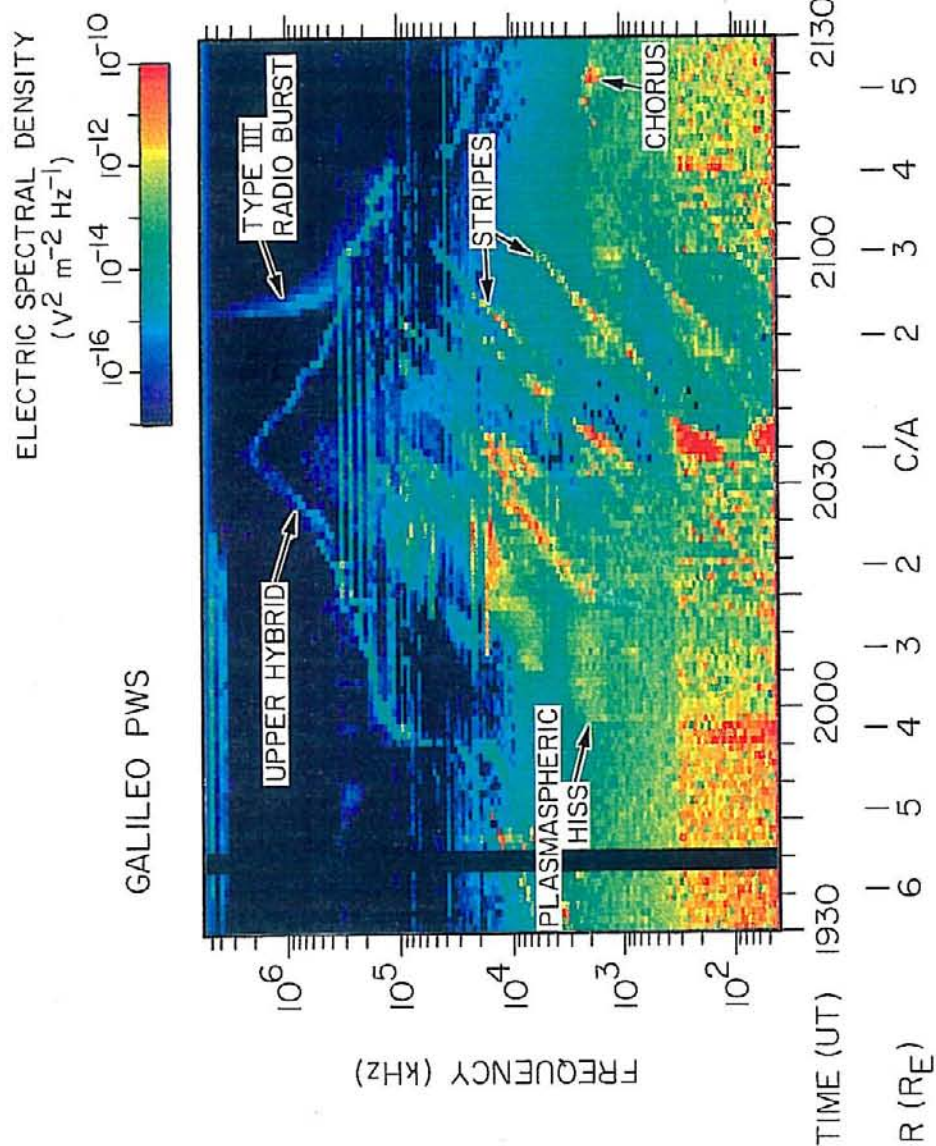 GALILEO PWS
ELECTRIC SPECTRAL DENSITY
(V² m⁻² Hz⁻¹)
10⁻¹⁶ 10⁻¹⁴ 10⁻¹² 10⁻¹⁰
FREQUENCY (kHz)
10⁶
10⁵
10⁴
10³
10²
UPPER HYBRID
TYPE III
RADIO BURST
STRIPES
PLASMASPHERIC
HISS
CHORUS
TIME (UT) 1930 2000 2030 2100 2130
R (R_E) 6 5 4 3 2 C/A 2 3 4 5